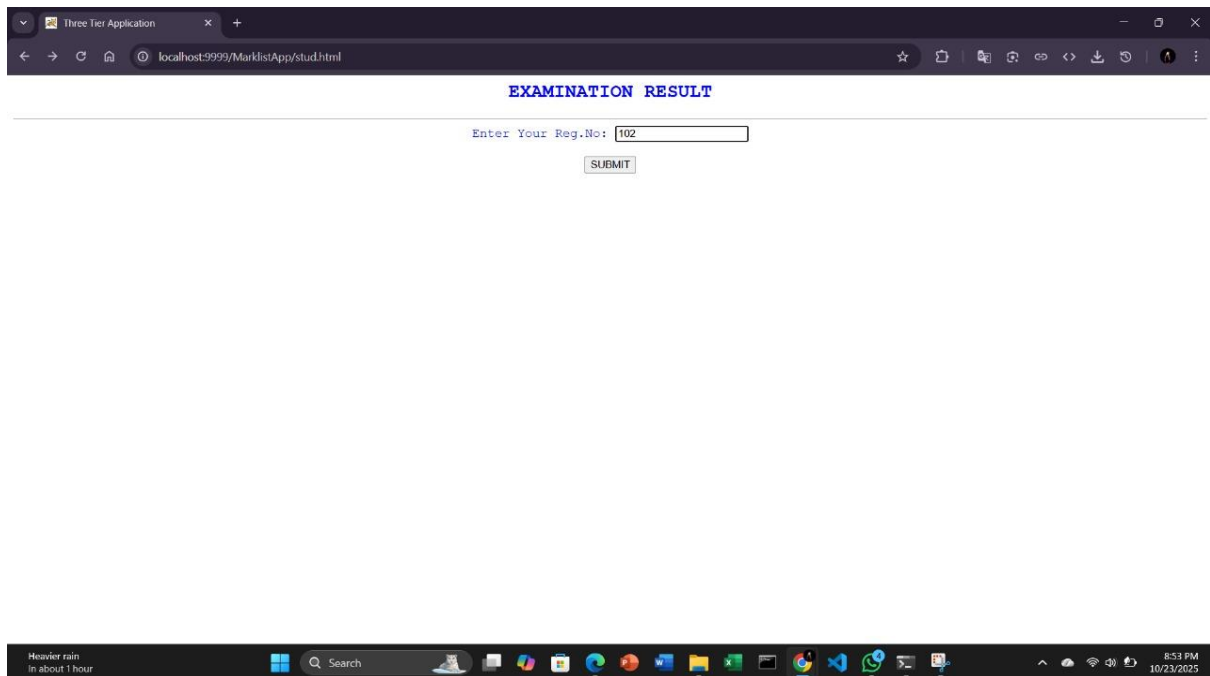 Three Tier Application
localhost:9999/MarklistApp/stud.html
EXAMINATION RESULT
Enter Your Reg.No: 102
SUBMIT
Heavier rain
In about 1 hour
Search
4
8:53 PM
10/23/2025